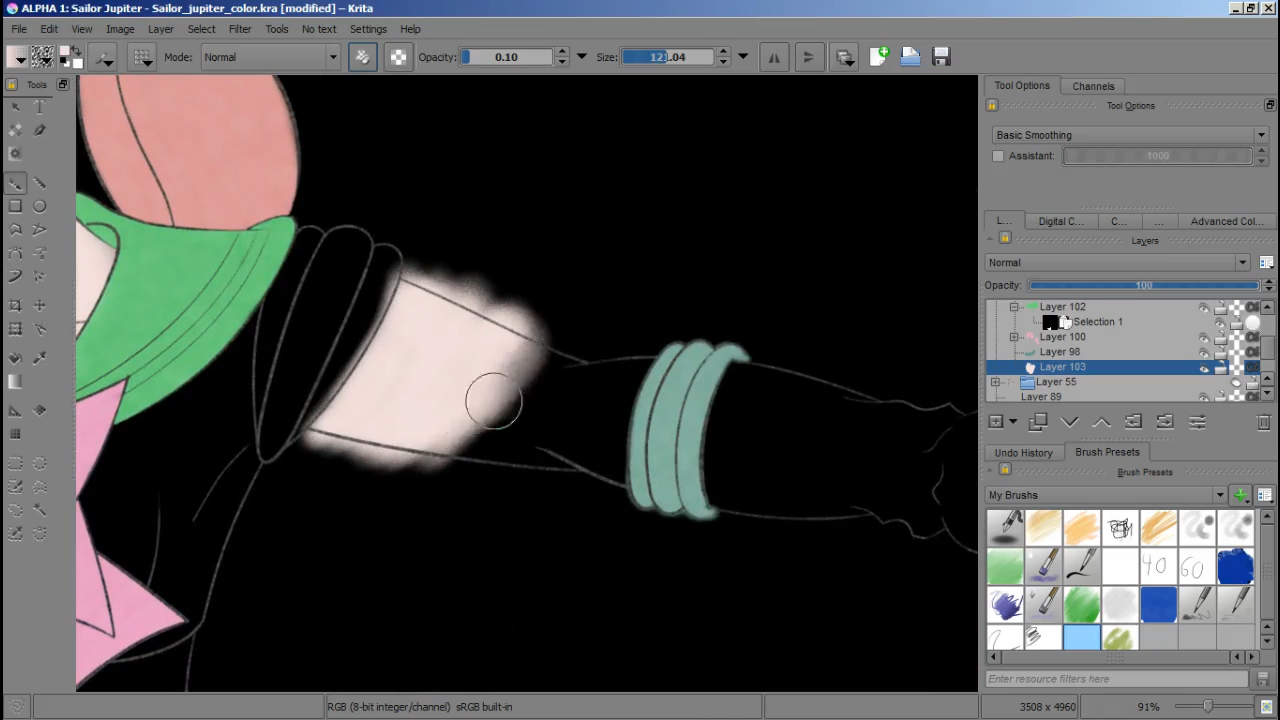 ALPHA 1: Sailor Jupiter - Sailor_jupiter_color.kra [modified] – Krita
File Edit View Image Layer Select Filter Tools No text Settings Help
Mode: Normal Opacity: 0.10 Size: 121.04
Tools
Tool Options Channels
Tool Options
Basic Smoothing
Assistant: 1000
L... Digital C... C... ... Advanced Col...
Layers
Normal
Opacity: 100
Layer 102
Selection 1
Layer 100
Layer 98
Layer 103
Layer 55
Layer 89
Undo History Brush Presets
Brush Presets
My Brushes
40 60
Enter resource filters here
RGB (8-bit integer/channel) sRGB built-in 3508 x 4960 91%